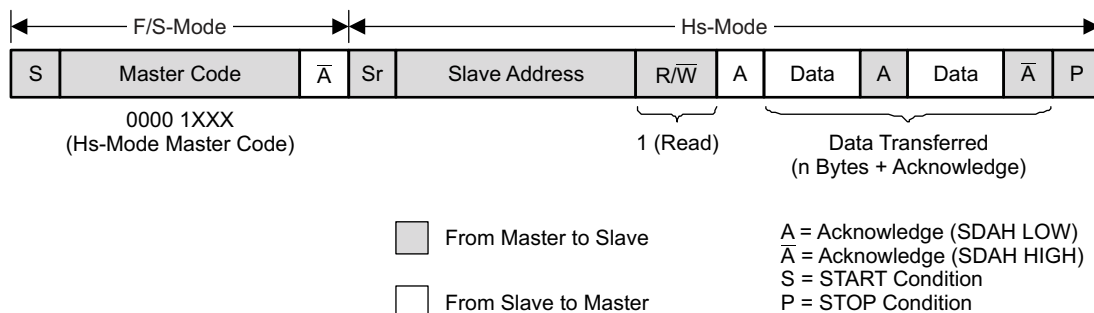 F/S-Mode Hs-Mode
S Master Code A̅ Sr Slave Address R/W̅ A Data A Data A̅ P
0000 1XXX
(Hs-Mode Master Code)
1 (Read)
Data Transferred
(n Bytes + Acknowledge)
From Master to Slave
From Slave to Master
A = Acknowledge (SDAH LOW)
A̅ = Acknowledge (SDAH HIGH)
S = START Condition
P = STOP Condition